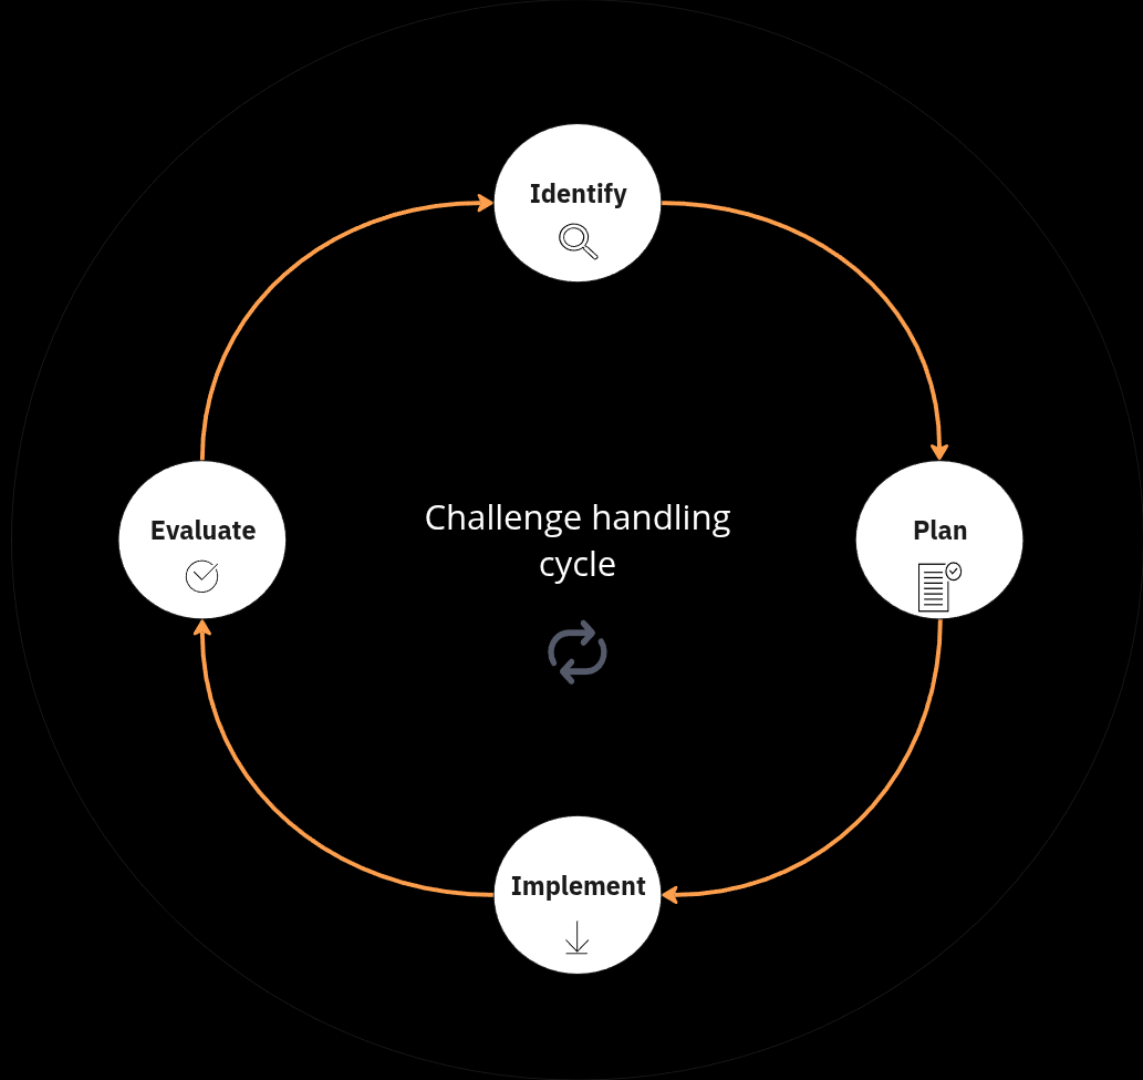 Identify
Evaluate
Challenge handling
cycle
Plan
Implement